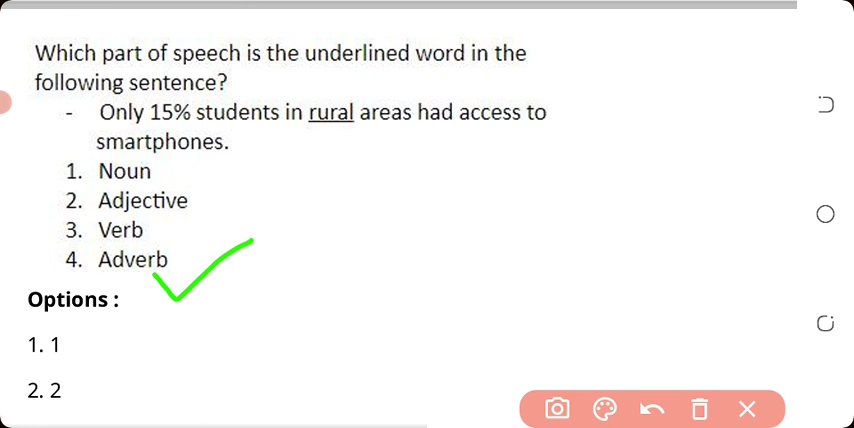 Which part of speech is the underlined word in the
following sentence?
- Only 15% students in rural areas had access to
smartphones.
1. Noun
2. Adjective
3. Verb
4. Adverb
Options :
1. 1
2. 2